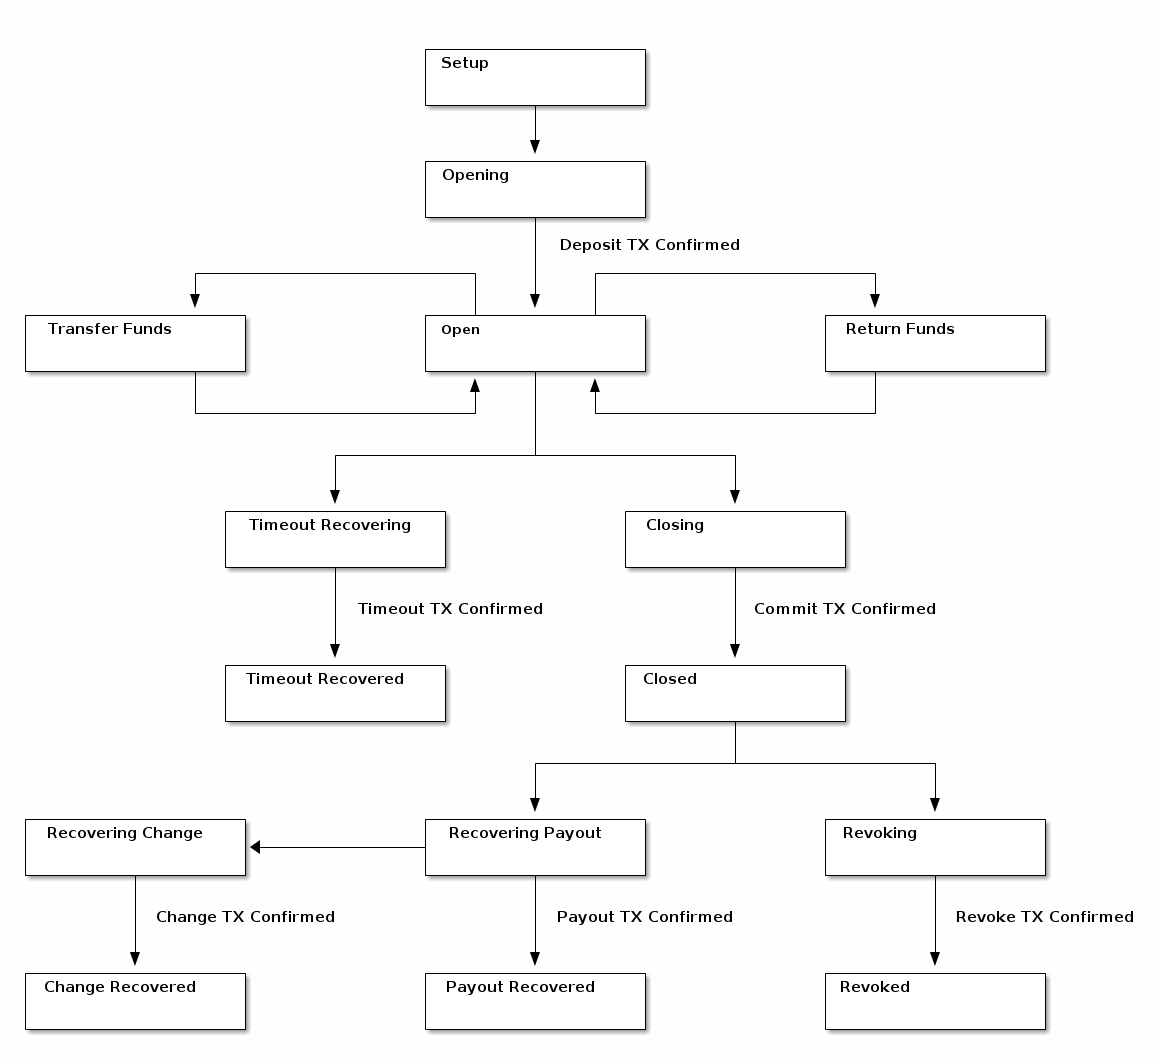 Setup
Opening
Deposit TX Confirmed
Transfer Funds
Open
Return Funds
Timeout Recovering
Closing
Timeout TX Confirmed
Commit TX Confirmed
Timeout Recovered
Closed
Recovering Change
Recovering Payout
Revoking
Change TX Confirmed
Payout TX Confirmed
Revoke TX Confirmed
Change Recovered
Payout Recovered
Revoked